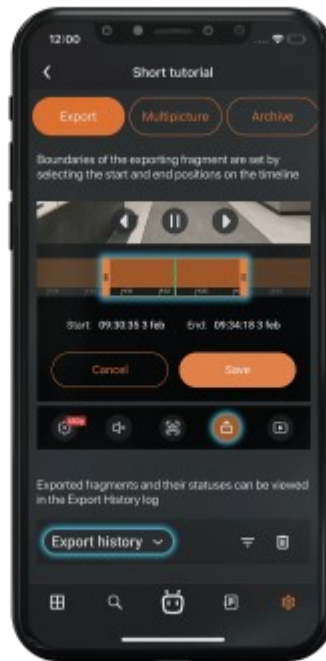 12:00
Short tutorial
Export
Multipicture
Archive
Boundaries of the exporting fragment are set by
selecting the start and end positions on the timeline
Start: 09:30:35 3 feb End: 09:34:18 3 feb
Cancel
Save
Exported fragments and their statuses can be viewed
in the Export History log
Export history